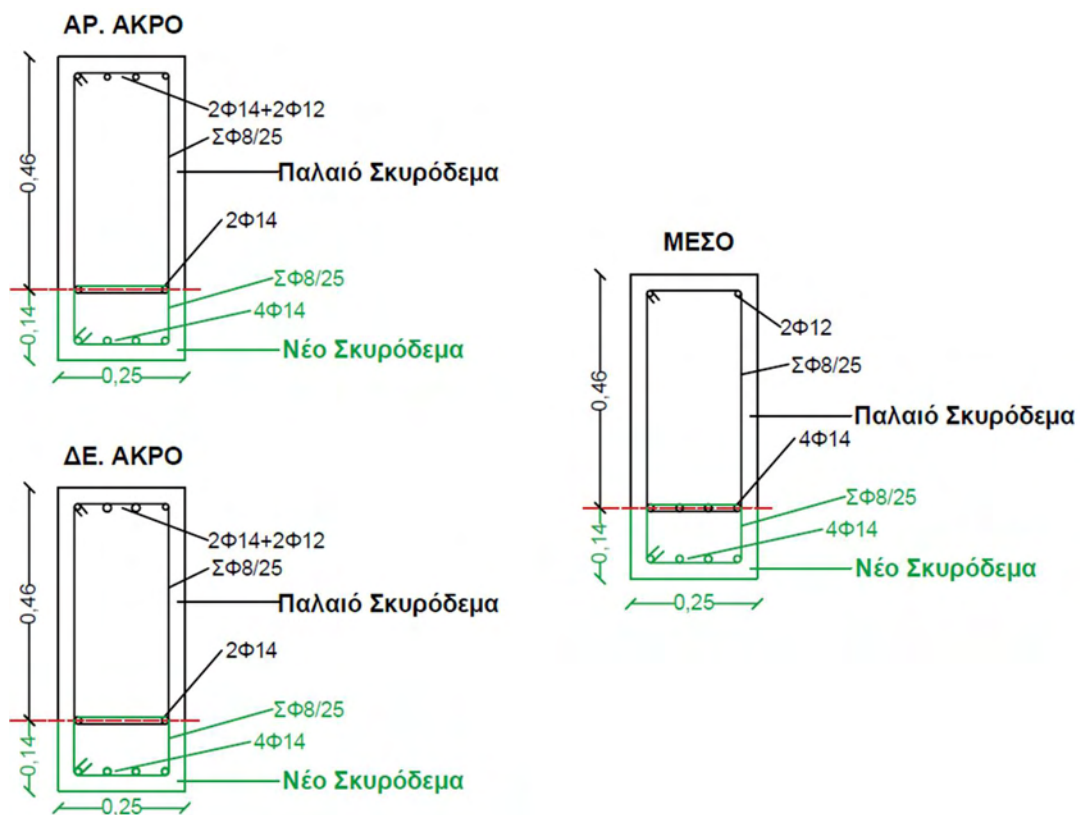 ΑΡ. ΑΚΡΟ
2Φ14+2Φ12
ΣΦ8/25
0,46
Παλαιό Σκυρόδεμα
2Φ14
ΣΦ8/25
0,14
4Φ14
Νέο Σκυρόδεμα
0,25
ΔΕ. ΑΚΡΟ
2Φ14+2Φ12
ΣΦ8/25
0,46
Παλαιό Σκυρόδεμα
2Φ14
ΣΦ8/25
0,14
4Φ14
Νέο Σκυρόδεμα
0,25
ΜΕΣΟ
2Φ12
ΣΦ8/25
0,46
Παλαιό Σκυρόδεμα
4Φ14
ΣΦ8/25
0,14
4Φ14
Νέο Σκυρόδεμα
0,25